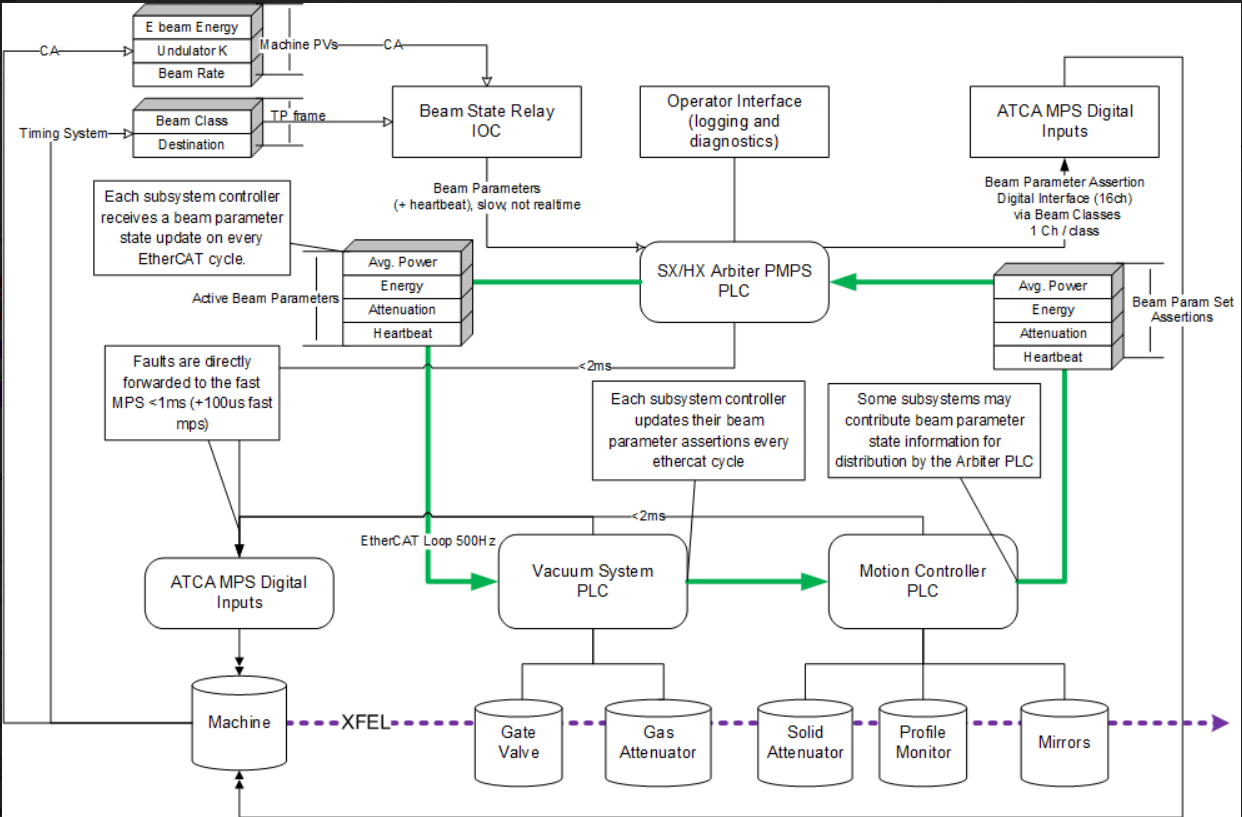 E beam Energy
Undulator K
Beam Rate
CA
Machine PVs
CA
Beam Class
Destination
Timing System
TP frame
Beam State Relay
IOC
Operator Interface
(logging and
diagnostics)
ATCA MPS Digital
Inputs
Beam Parameters
(+ heartbeat), slow, not realtime
Beam Parameter Assertion
Digital Interface (16ch)
via Beam Classes
1 Ch / class
Each subsystem controller
receives a beam parameter
state update on every
EtherCAT cycle.
Avg. Power
Energy
Attenuation
Heartbeat
Active Beam Parameters
SX/HX Arbiter PMPS
PLC
Avg. Power
Energy
Attenuation
Heartbeat
Beam Param Set
Assertions
Faults are directly
forwarded to the fast
MPS <1ms (+100us fast
mps)
<2ms
Each subsystem controller
updates their beam
parameter assertions every
ethercat cycle
Some subsystems may
contribute beam parameter
state information for
distribution by the Arbiter PLC
<2ms
EtherCAT Loop 500Hz
ATCA MPS Digital
Inputs
Vacuum System
PLC
Motion Controller
PLC
Machine
XFEL
Gate
Valve
Gas
Attenuator
Solid
Attenuator
Profile
Monitor
Mirrors